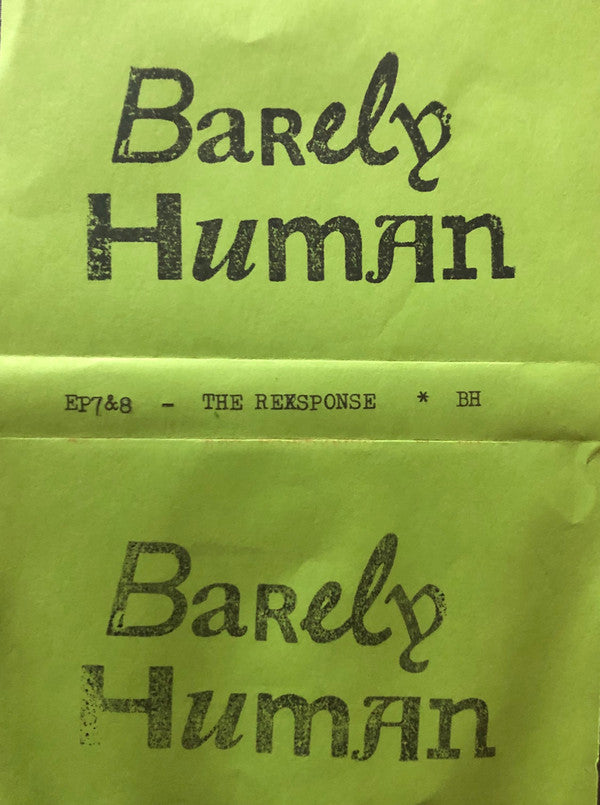 Barely
Human
EP7&8 - THE REKSPONSE * BH
Barely
Human